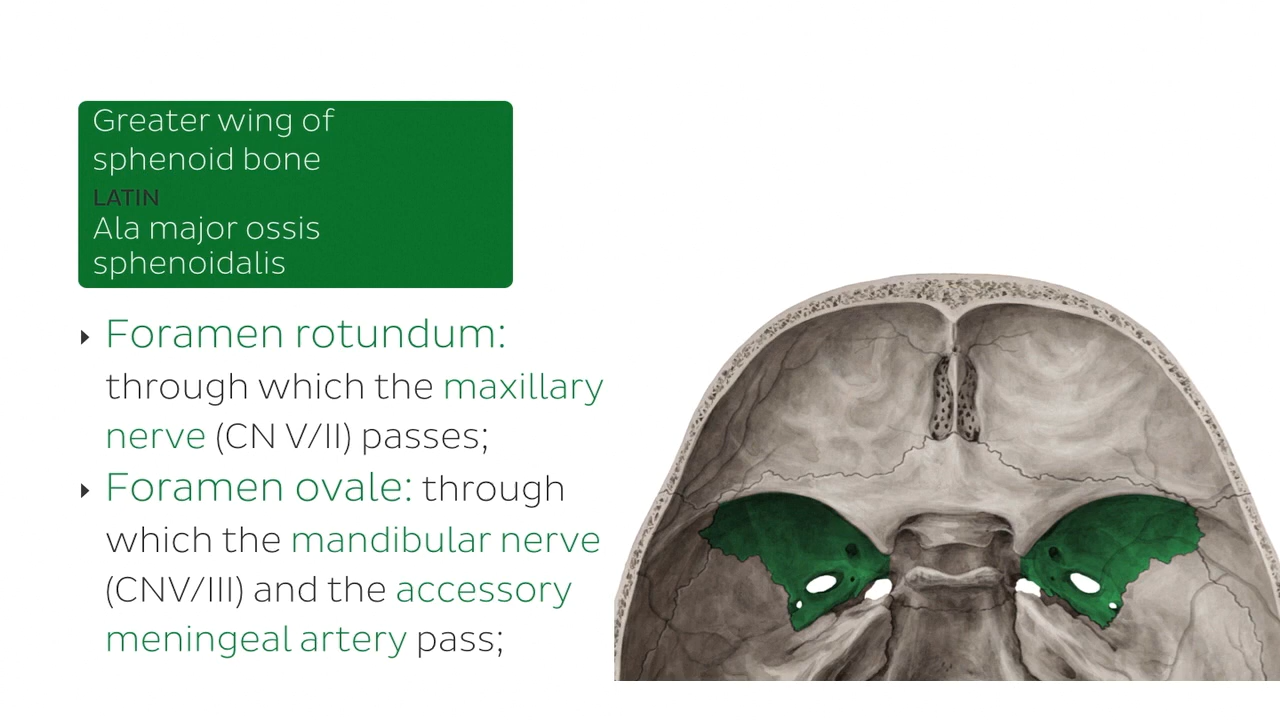 Greater wing of
sphenoid bone
LATIN
Ala major ossis
sphenoidalis
Foramen rotundum:
through which the maxillary
nerve (CN V/II) passes;
Foramen ovale: through
which the mandibular nerve
(CNV/III) and the accessory
meningeal artery pass;